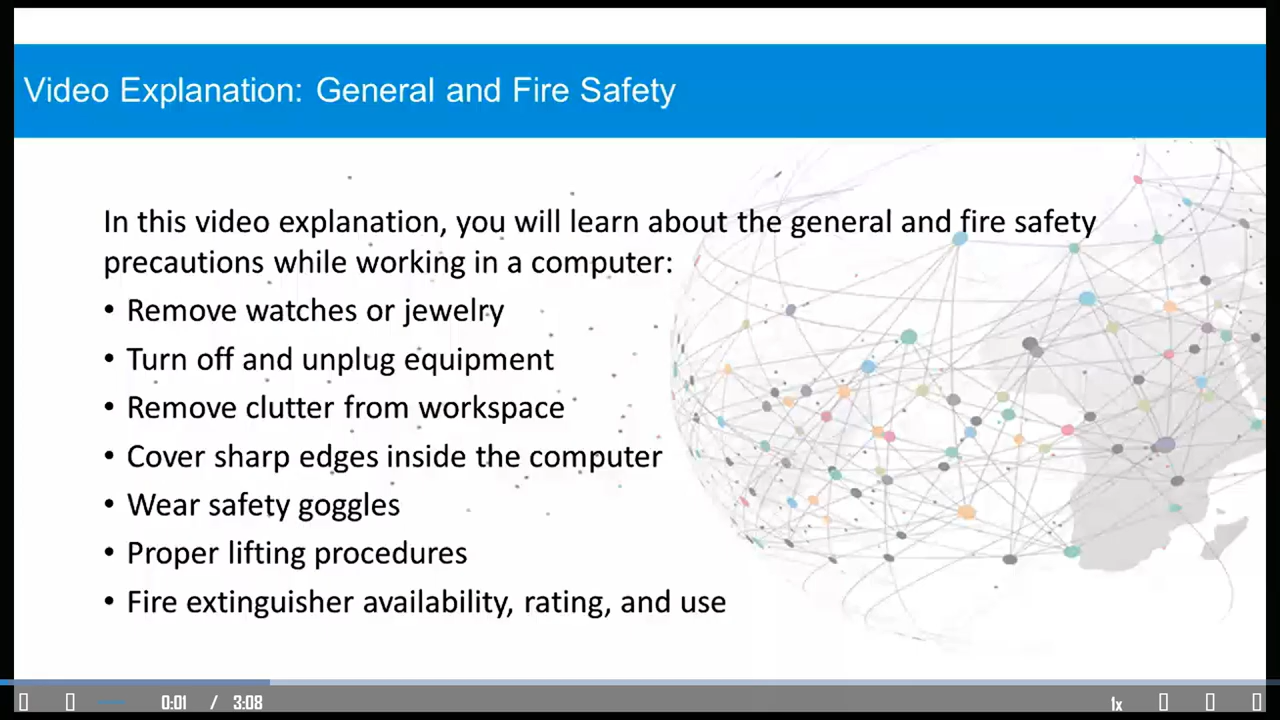 Video Explanation: General and Fire Safety
In this video explanation, you will learn about the general and fire safety
precautions while working in a computer:
• Remove watches or jewelry
• Turn off and unplug equipment
• Remove clutter from workspace
• Cover sharp edges inside the computer
• Wear safety goggles
• Proper lifting procedures
• Fire extinguisher availability, rating, and use
0:01 / 3:08 1x